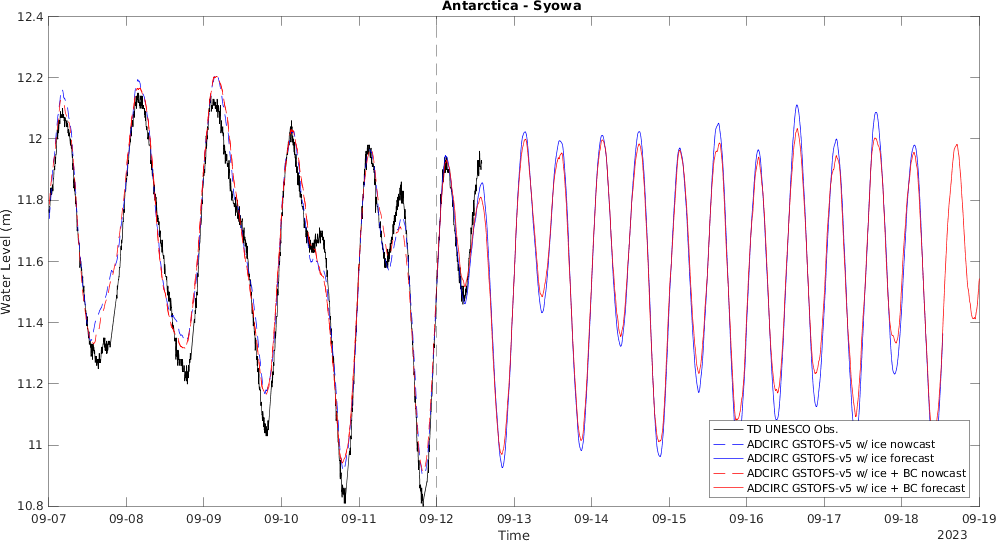 Antarctica - Syowa
Water Level (m)
12.4
12.2
12
11.8
11.6
11.4
11.2
11
10.8
09-07
09-08
09-09
09-10
09-11
09-12
09-13
09-14
09-15
09-16
09-17
09-18
09-19
Time
2023
TD UNESCO Obs.
ADCIRC GSTOFS-v5 w/ ice nowcast
ADCIRC GSTOFS-v5 w/ ice forecast
ADCIRC GSTOFS-v5 w/ ice + BC nowcast
ADCIRC GSTOFS-v5 w/ ice + BC forecast